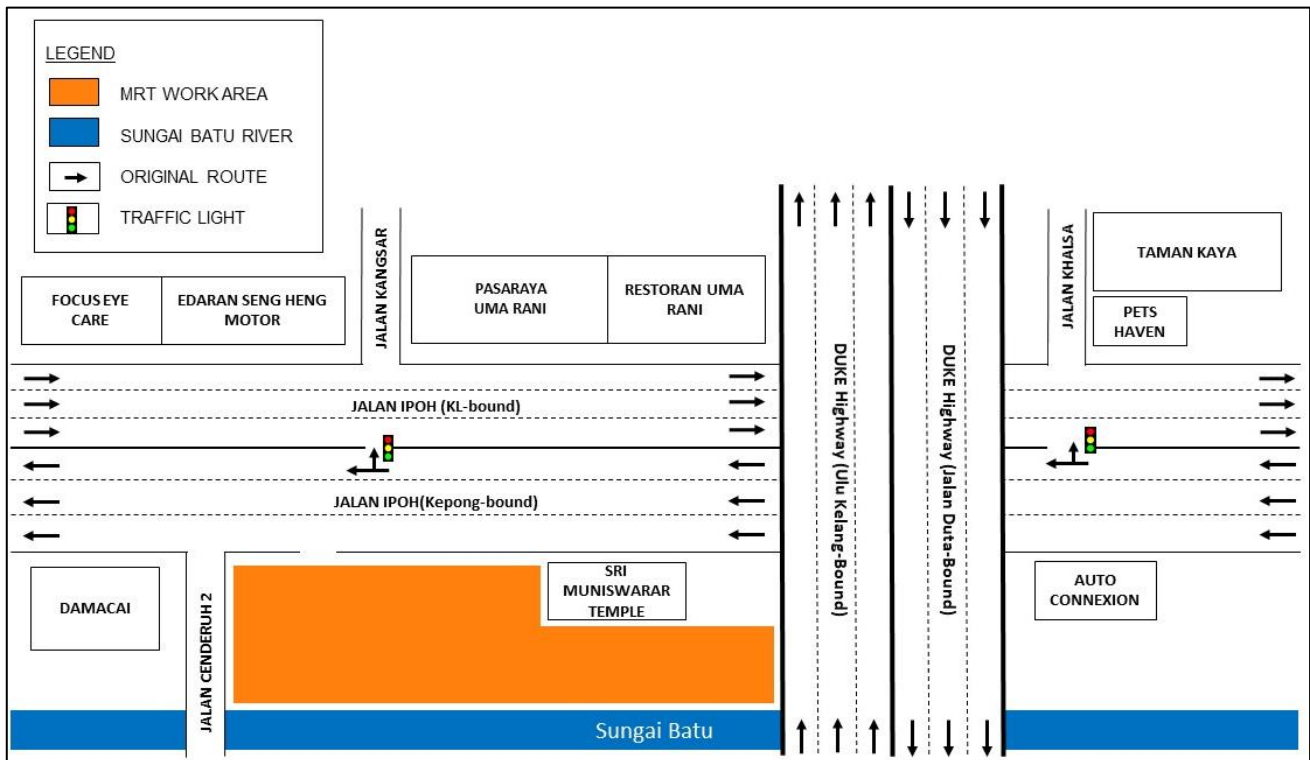 LEGEND
MRT WORK AREA
SUNGAI BATU RIVER
ORIGINAL ROUTE
TRAFFIC LIGHT
FOCUS EYE
CARE
EDARAN SENG HENG
MOTOR
JALAN KANGSAR
PASARAYA
UMA RANI
RESTORAN UMA
RANI
JALAN KHALSA
TAMAN KAYA
PETS
HAVEN
JALAN IPOH (KL-bound)
JALAN IPOH(Kepong-bound)
DUKE Highway (Ulu Kelang-Bound)
DUKE Highway (Jalan Duta-Bound)
DAMACAI
JALAN CENDERUH 2
SRI
MUNISWARAR
TEMPLE
AUTO
CONNEXION
Sungai Batu